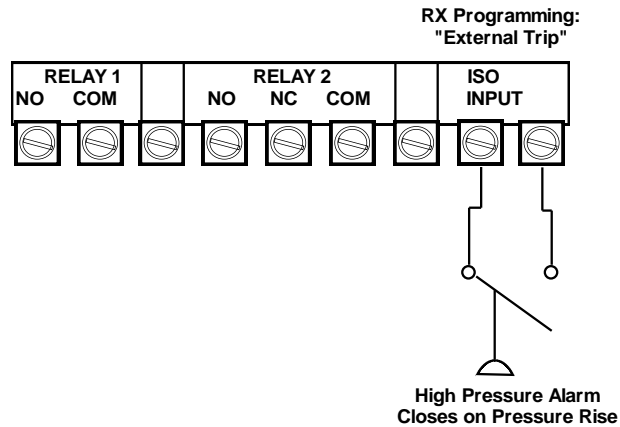 RX Programming:
"External Trip"
RELAY 1
RELAY 2
ISO
NO COM
NO NC COM
INPUT
High Pressure Alarm
Closes on Pressure Rise